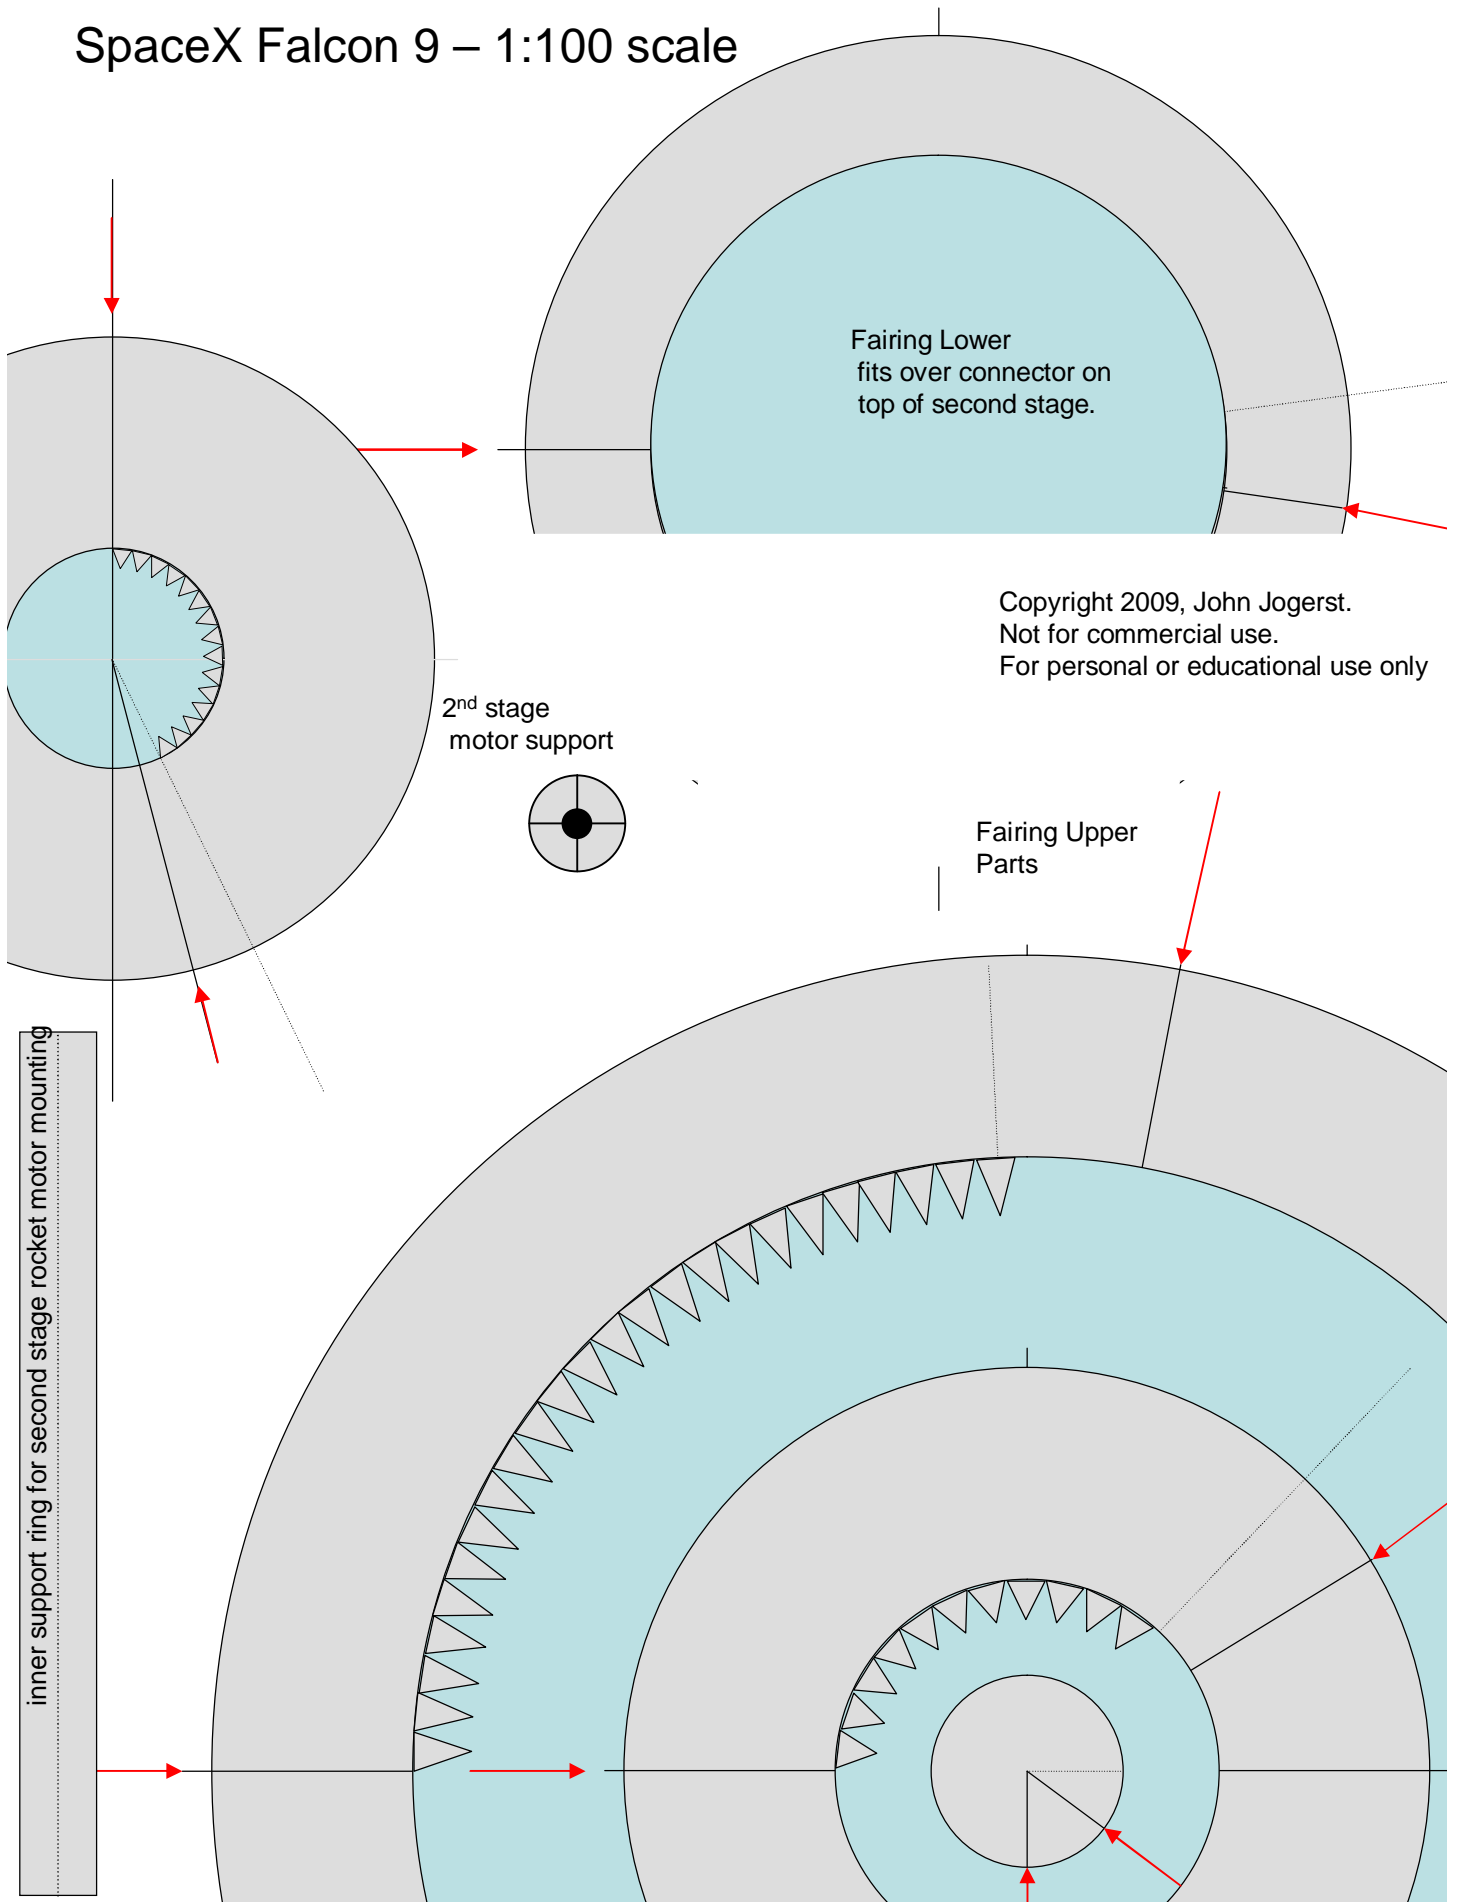 SpaceX Falcon 9 – 1:100 scale
Fairing Lower
fits over connector on
top of second stage.
Copyright 2009, John Jogerst.
Not for commercial use.
For personal or educational use only
2nd stage
motor support
Fairing Upper
Parts
inner support ring for second stage rocket motor mounting